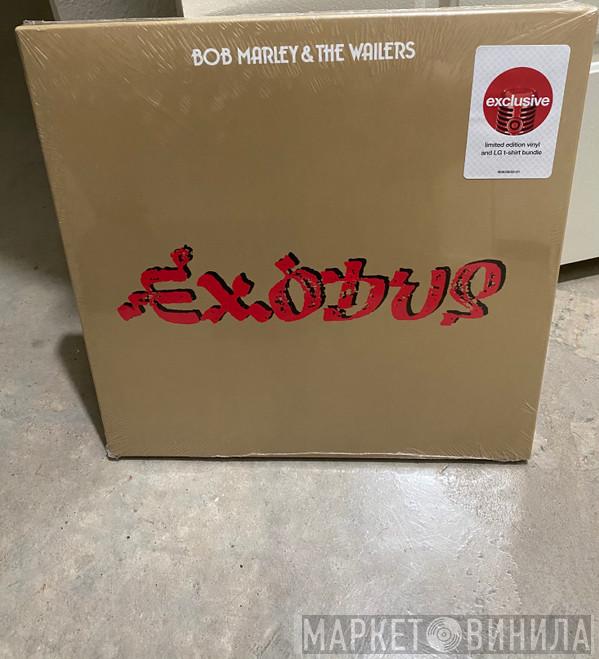 BOB MARLEY & THE WAILERS
exclusive
limited edition vinyl
and LG t-shirt bundle
EXODUS
МАРКЕТ ВИНИЛА